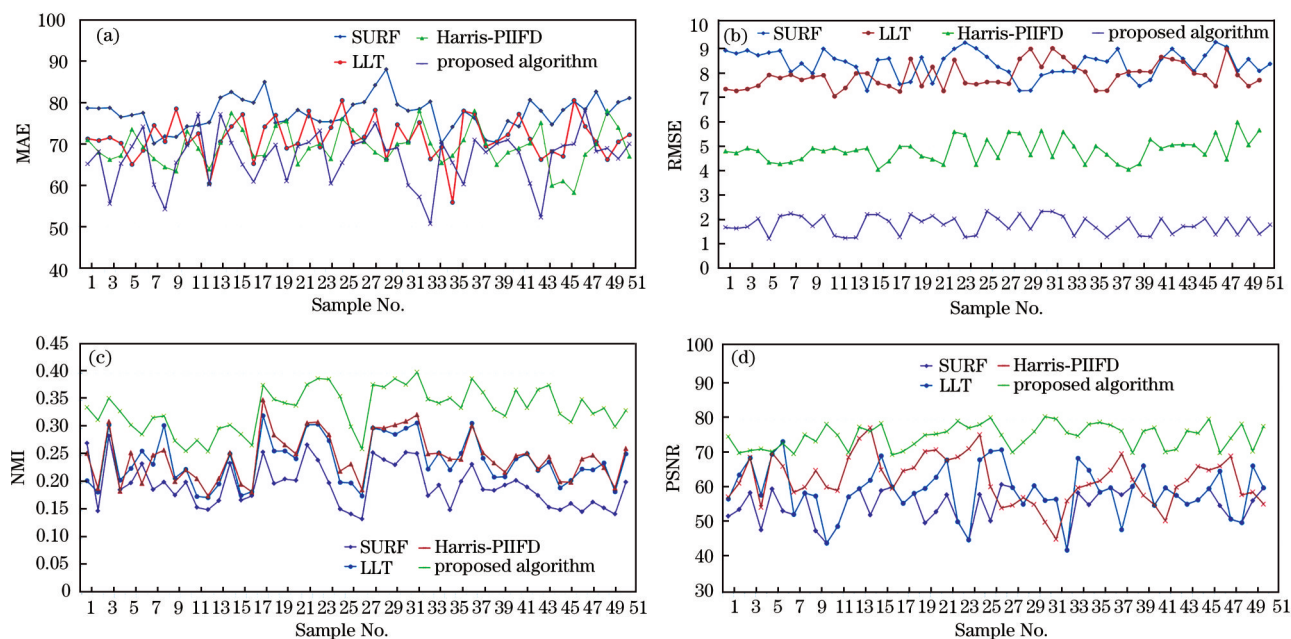 (a)
SURF
Harris-PIIFD
LLT
proposed algorithm
MAE
100
90
80
70
60
50
40
1 3 5 7 9 11 13 15 17 19 21 23 25 27 29 31 33 35 37 39 41 43 45 47 49 51
Sample No.
(b)
SURF
LLT
Harris-PIIFD
proposed algorithm
RMSE
10
9
8
7
6
5
4
3
2
1
0
1 3 5 7 9 11 13 15 17 19 21 23 25 27 29 31 33 35 37 39 41 43 45 47 49 51
Sample No.
(c)
SURF
Harris-PIIFD
LLT
proposed algorithm
NMI
0.45
0.40
0.35
0.30
0.25
0.20
0.15
0.10
0.05
0
1 3 5 7 9 11 13 15 17 19 21 23 25 27 29 31 33 35 37 39 41 43 45 47 49 51
Sample No.
(d)
SURF
Harris-PIIFD
LLT
proposed algorithm
PSNR
100
90
80
70
60
50
40
30
1 3 5 7 9 11 13 15 17 19 21 23 25 27 29 31 33 35 37 39 41 43 45 47 49 51
Sample No.